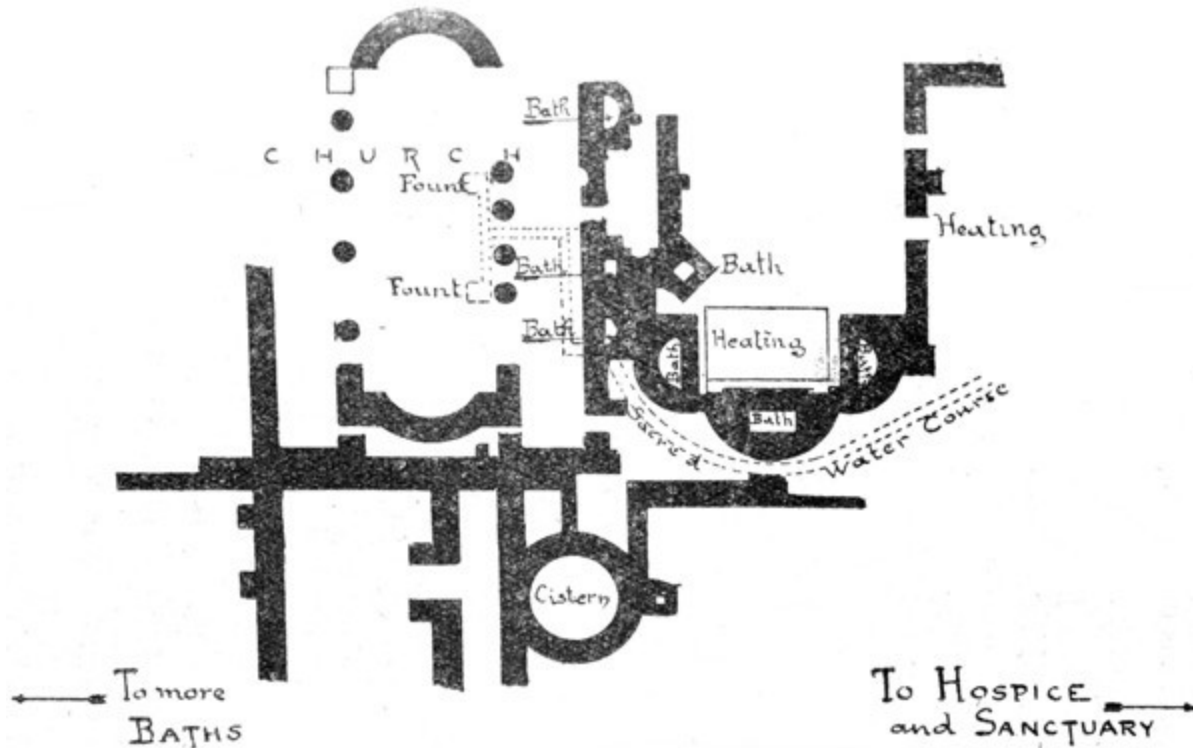 Bath
CHURCH
Fount
Heating
Bath
Bath
Fount
Bath
Heating
Bath
Bath
Bath
Sacred Water Course
Cistern
To more
BATHS
To HOSPICE
and SANCTUARY